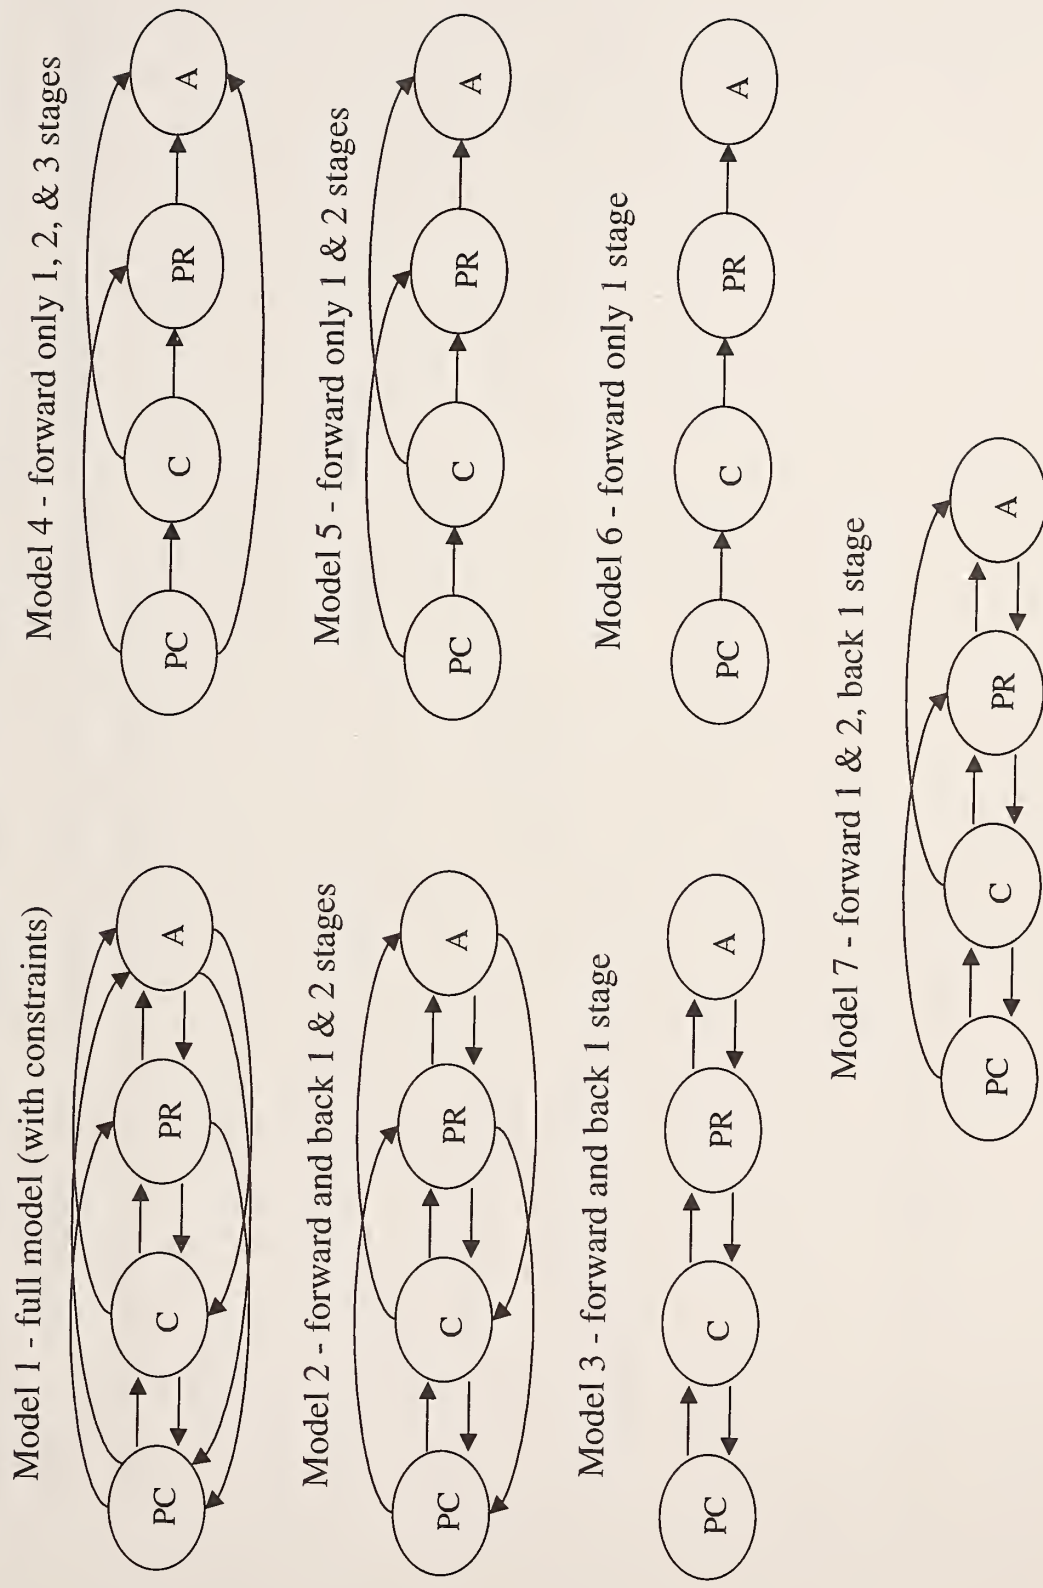 Model 1 - full model (with constraints)
PC C PR A
Model 2 - forward and back 1 & 2 stages
PC C PR A
Model 3 - forward and back 1 stage
PC C PR A
Model 4 - forward only 1, 2, & 3 stages
PC C PR A
Model 5 - forward only 1 & 2 stages
PC C PR A
Model 6 - forward only 1 stage
PC C PR A
Model 7 - forward 1 & 2, back 1 stage
PC C PR A